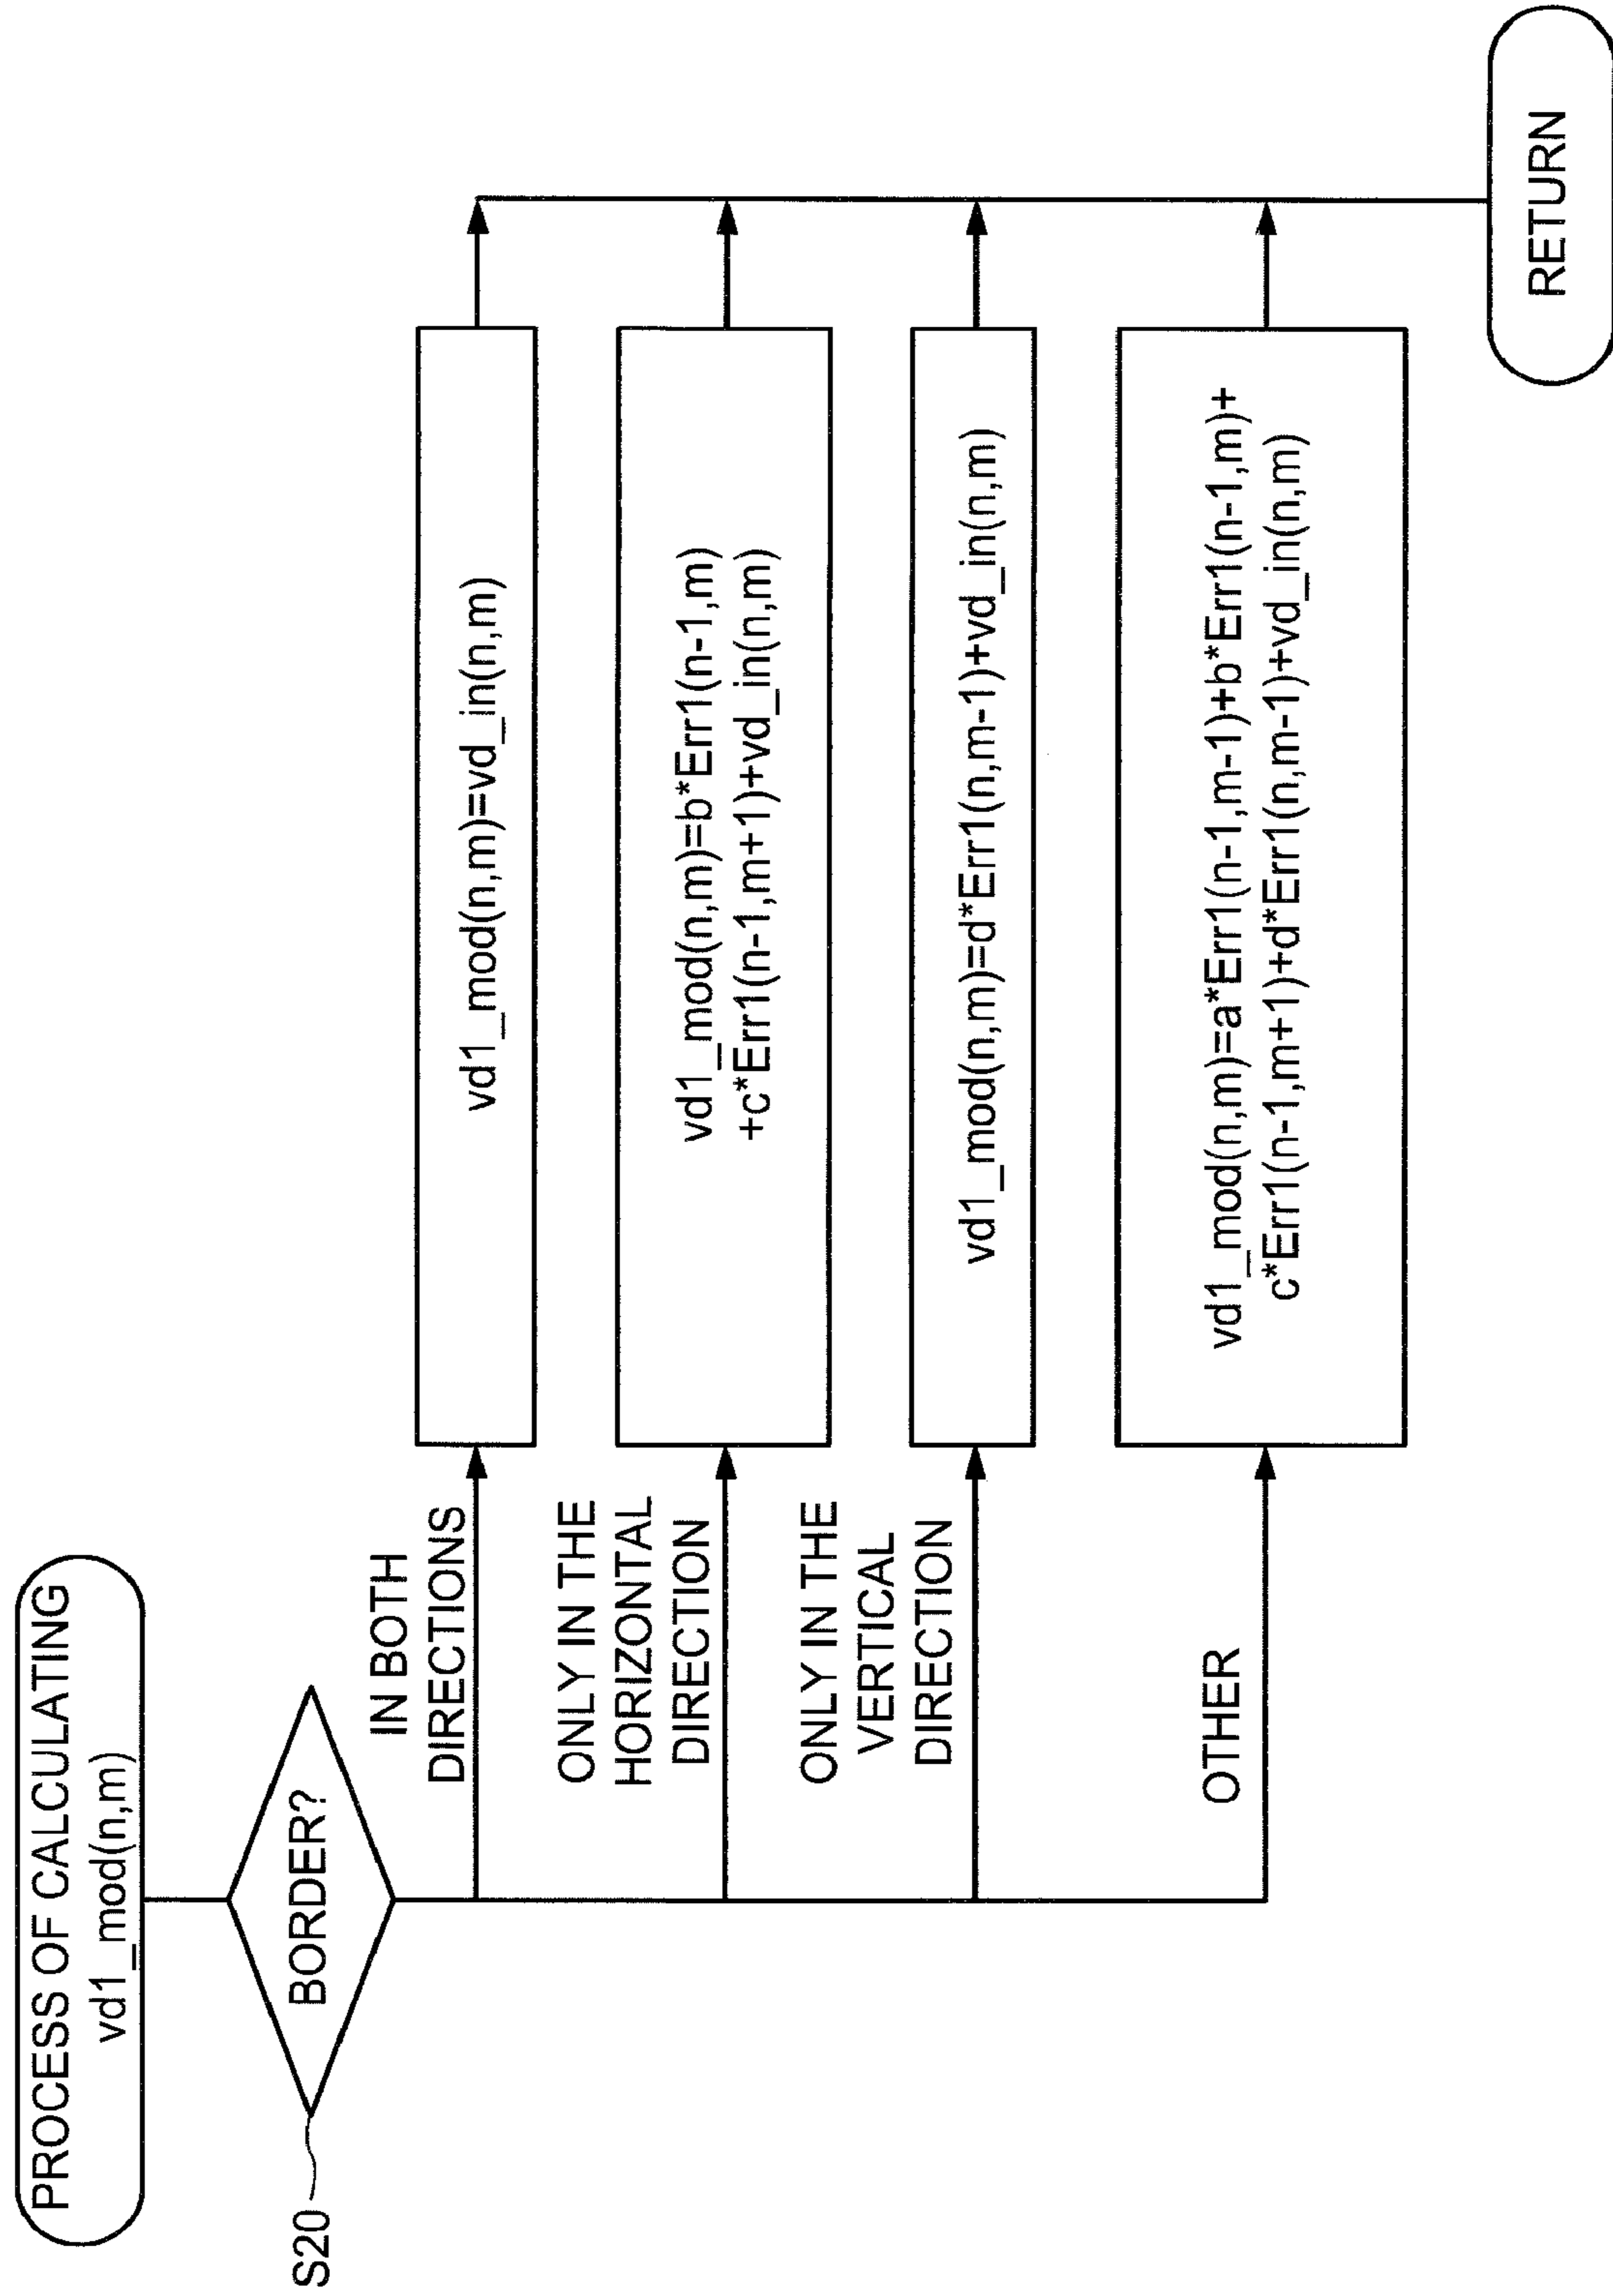 PROCESS OF CALCULATING
vd1_mod(n,m)
S20
BORDER?
IN BOTH
DIRECTIONS
vd1_mod(n,m)=vd_in(n,m)
ONLY IN THE
HORIZONTAL
DIRECTION
vd1_mod(n,m)=b*Err1(n-1,m)
+c*Err1(n-1,m+1)+vd_in(n,m)
ONLY IN THE
VERTICAL
DIRECTION
vd1_mod(n,m)=d*Err1(n,m-1)+vd_in(n,m)
OTHER
vd1_mod(n,m)=a*Err1(n-1,m-1)+b*Err1(n-1,m)+
c*Err1(n-1,m+1)+d*Err1(n,m-1)+vd_in(n,m)
RETURN